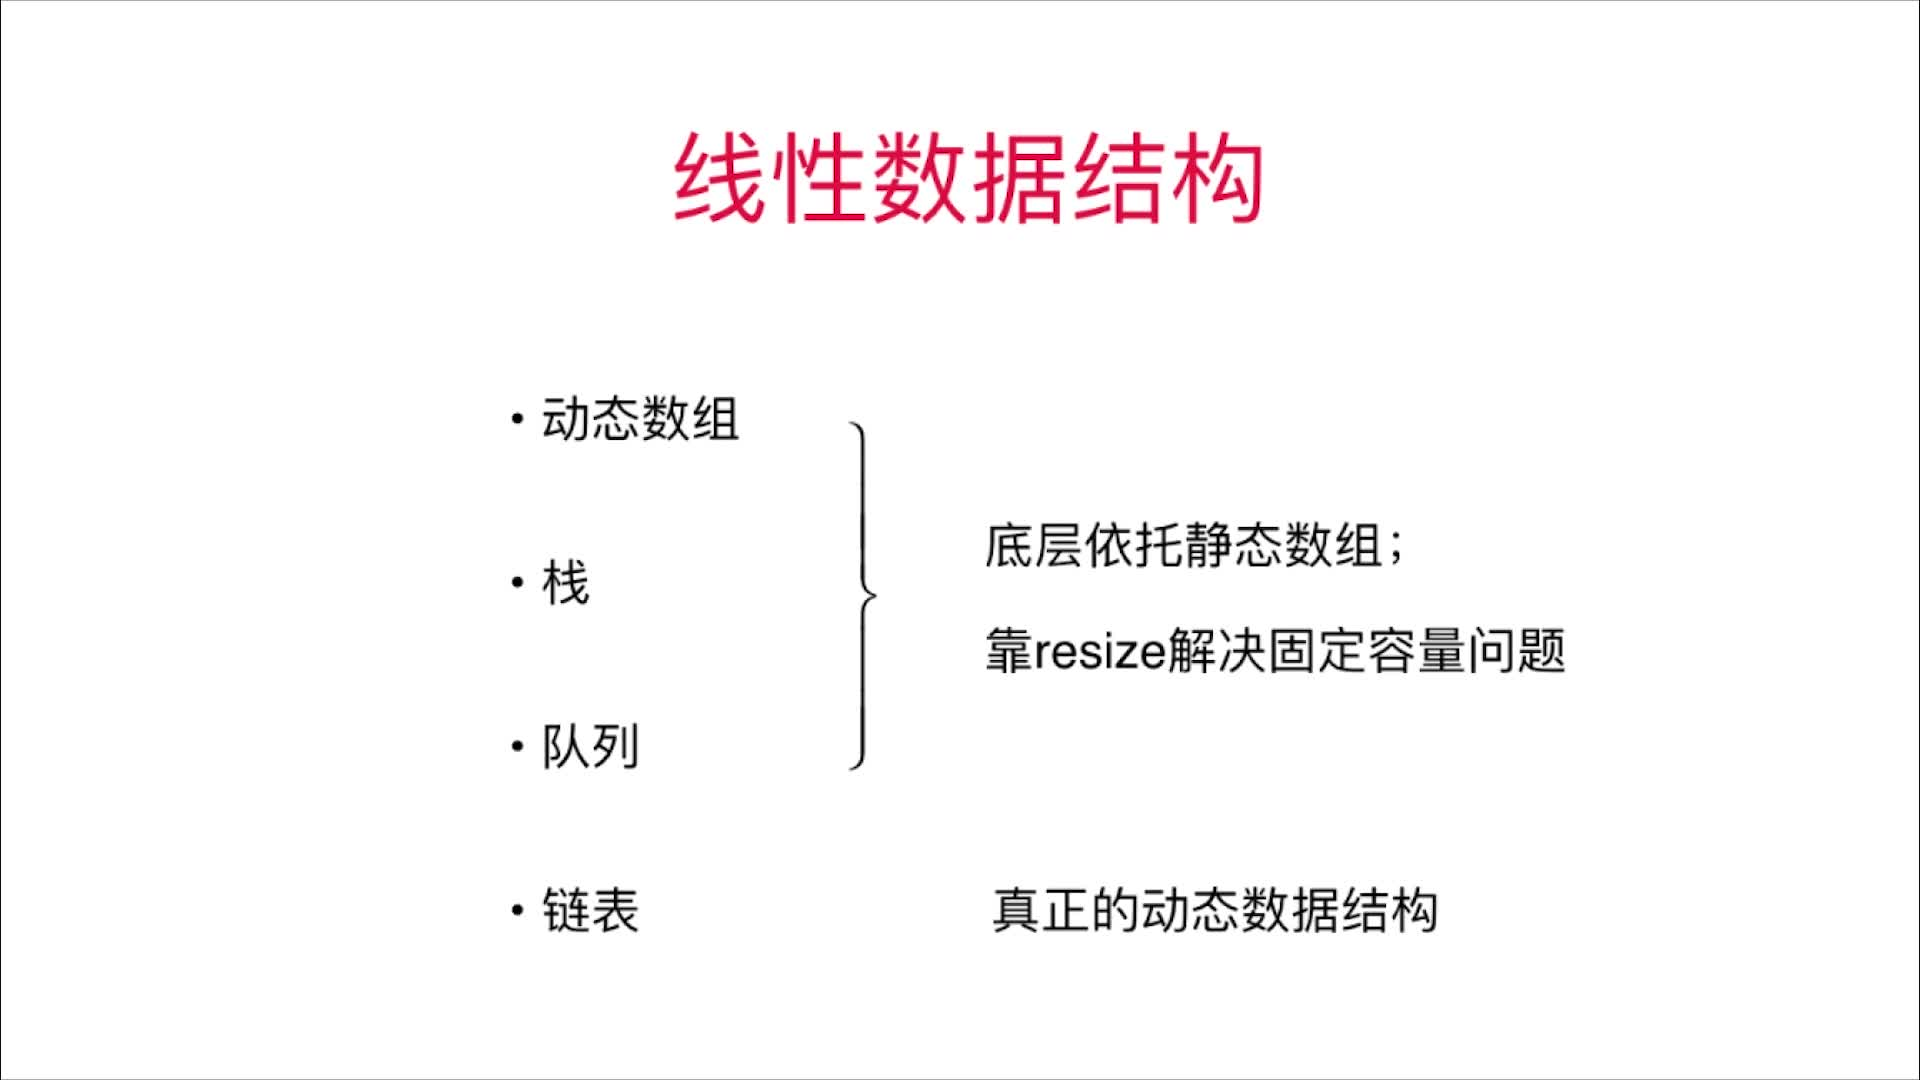 线性数据结构
• 动态数组
• 栈
• 队列
底层依托静态数组；
靠resize解决固定容量问题
• 链表
真正的动态数据结构